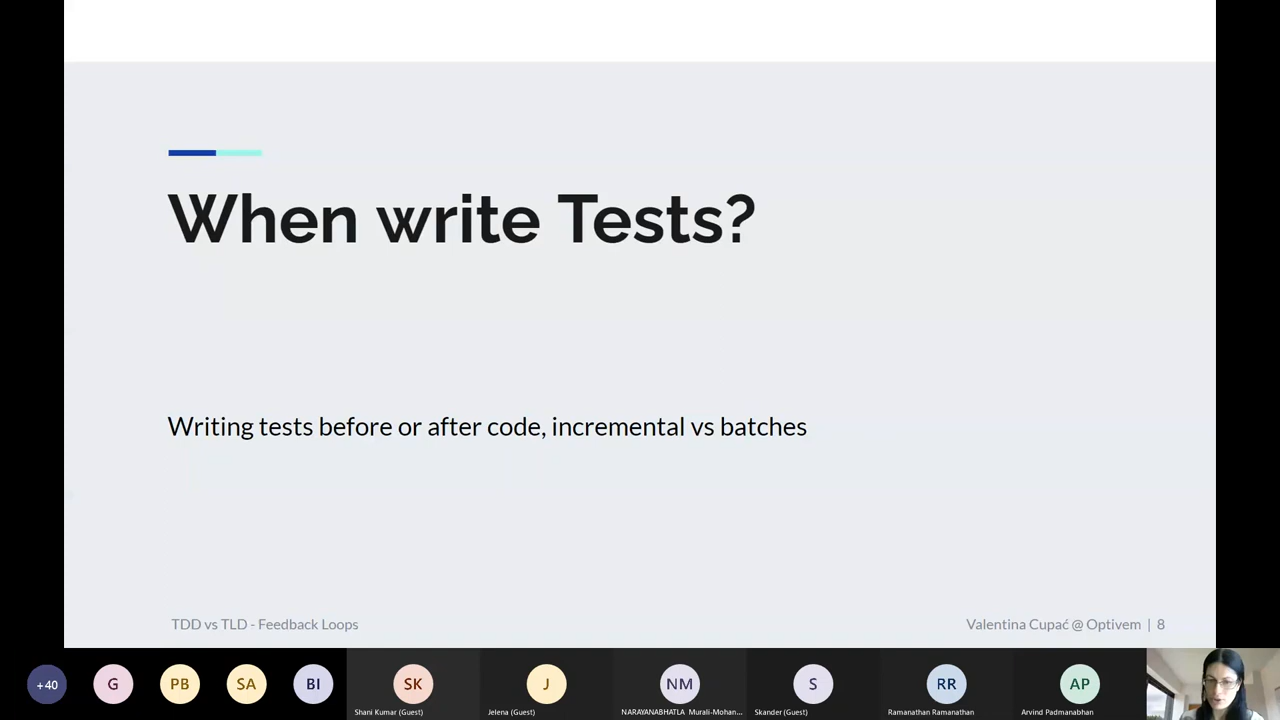 When write Tests?
Writing tests before or after code, incremental vs batches
TDD vs TLD - Feedback Loops
Valentina Cupać @ Optivem | 8
+40
G
PB
SA
BI
SK
Shani Kumar (Guest)
J
Jelena (Guest)
NM
NARAYANABHATLA Murali-Mohan...
S
Skander (Guest)
RR
Ramanathan Ramanathan
AP
Arvind Padmanabhan